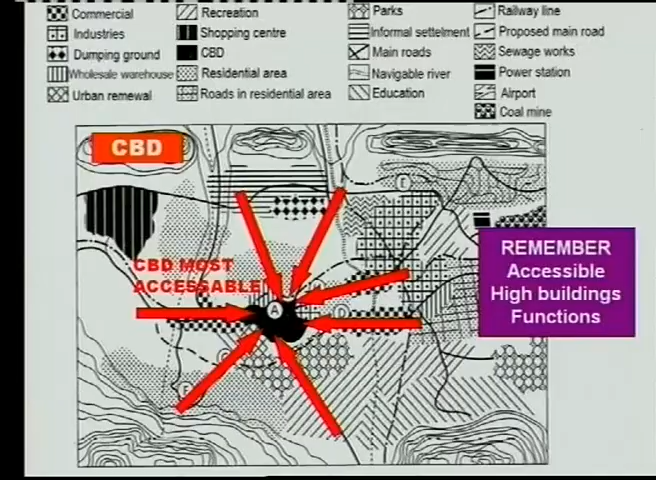 Commercial
Industries
Dumping ground
Wholesale warehouse
Urban remewal
Recreation
Shopping centre
CBD
Residential area
Roads in residential area
Parks
Informal settelment
Main roads
Navigable river
Education
Railway line
Proposed main road
Sewage works
Power station
Airport
Coal mine
CBD
E
CBD MOST
ACCESSABLE
A
D
F
REMEMBER
Accessible
High buildings
Functions